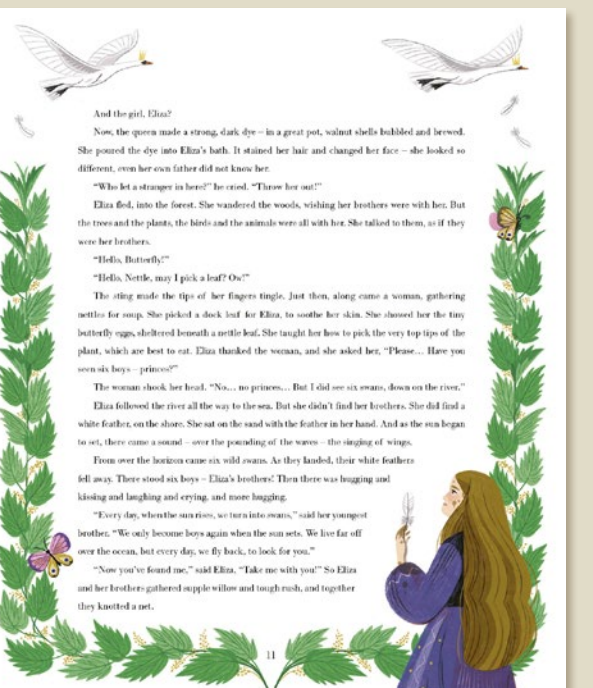 And the girl, Eliza?
Now, the queen made a strong, dark dye – in a great pot, walnut shells bubbled and brewed.
She poured the dye into Eliza's bath. It stained her hair and changed her face – she looked so
different, even her own father did not know her.
"Who let a stranger in here?" he cried. "Throw her out!"
Eliza fled, into the forest. She wandered the woods, wishing her brothers were with her. But
the trees and the plants, the birds and the animals were all with her. She talked to them, as if they
were her brothers.
"Hello, Butterfly!"
"Hello, Nettle, may I pick a leaf? Ow!"
The sting made the tips of her fingers tingle. Just then, along came a woman, gathering
nettles for soup. She picked a dock leaf for Eliza, to soothe her skin. She showed her the tiny
butterfly eggs, sheltered beneath a nettle leaf. She taught her how to pick the very top tips of the
plant, which are best to eat. Eliza thanked the woman, and she asked her, "Please... Have you
seen six boys – princes?"
The woman shook her head. "No... no princes... But I did see six swans, down on the river."
Eliza followed the river all the way to the sea. But she didn't find her brothers. She did find a
white feather, on the shore. She sat on the sand with the feather in her hand. And as the sun began
to set, there came a sound – over the pounding of the waves – the singing of wings.
From over the horizon came six wild swans. As they landed, their white feathers
fell away. There stood six boys – Eliza's brothers! Then there was hugging and
kissing and laughing and crying, and more hugging.
"Every day, when the sun rises, we turn into swans," said her youngest
brother. "We only become boys again when the sun sets. We live far off
over the ocean, but every day, we fly back, to look for you."
"Now you've found me," said Eliza, "Take me with you!" So Eliza
and her brothers gathered supple willow and tough rush, and together
they knotted a net.
11